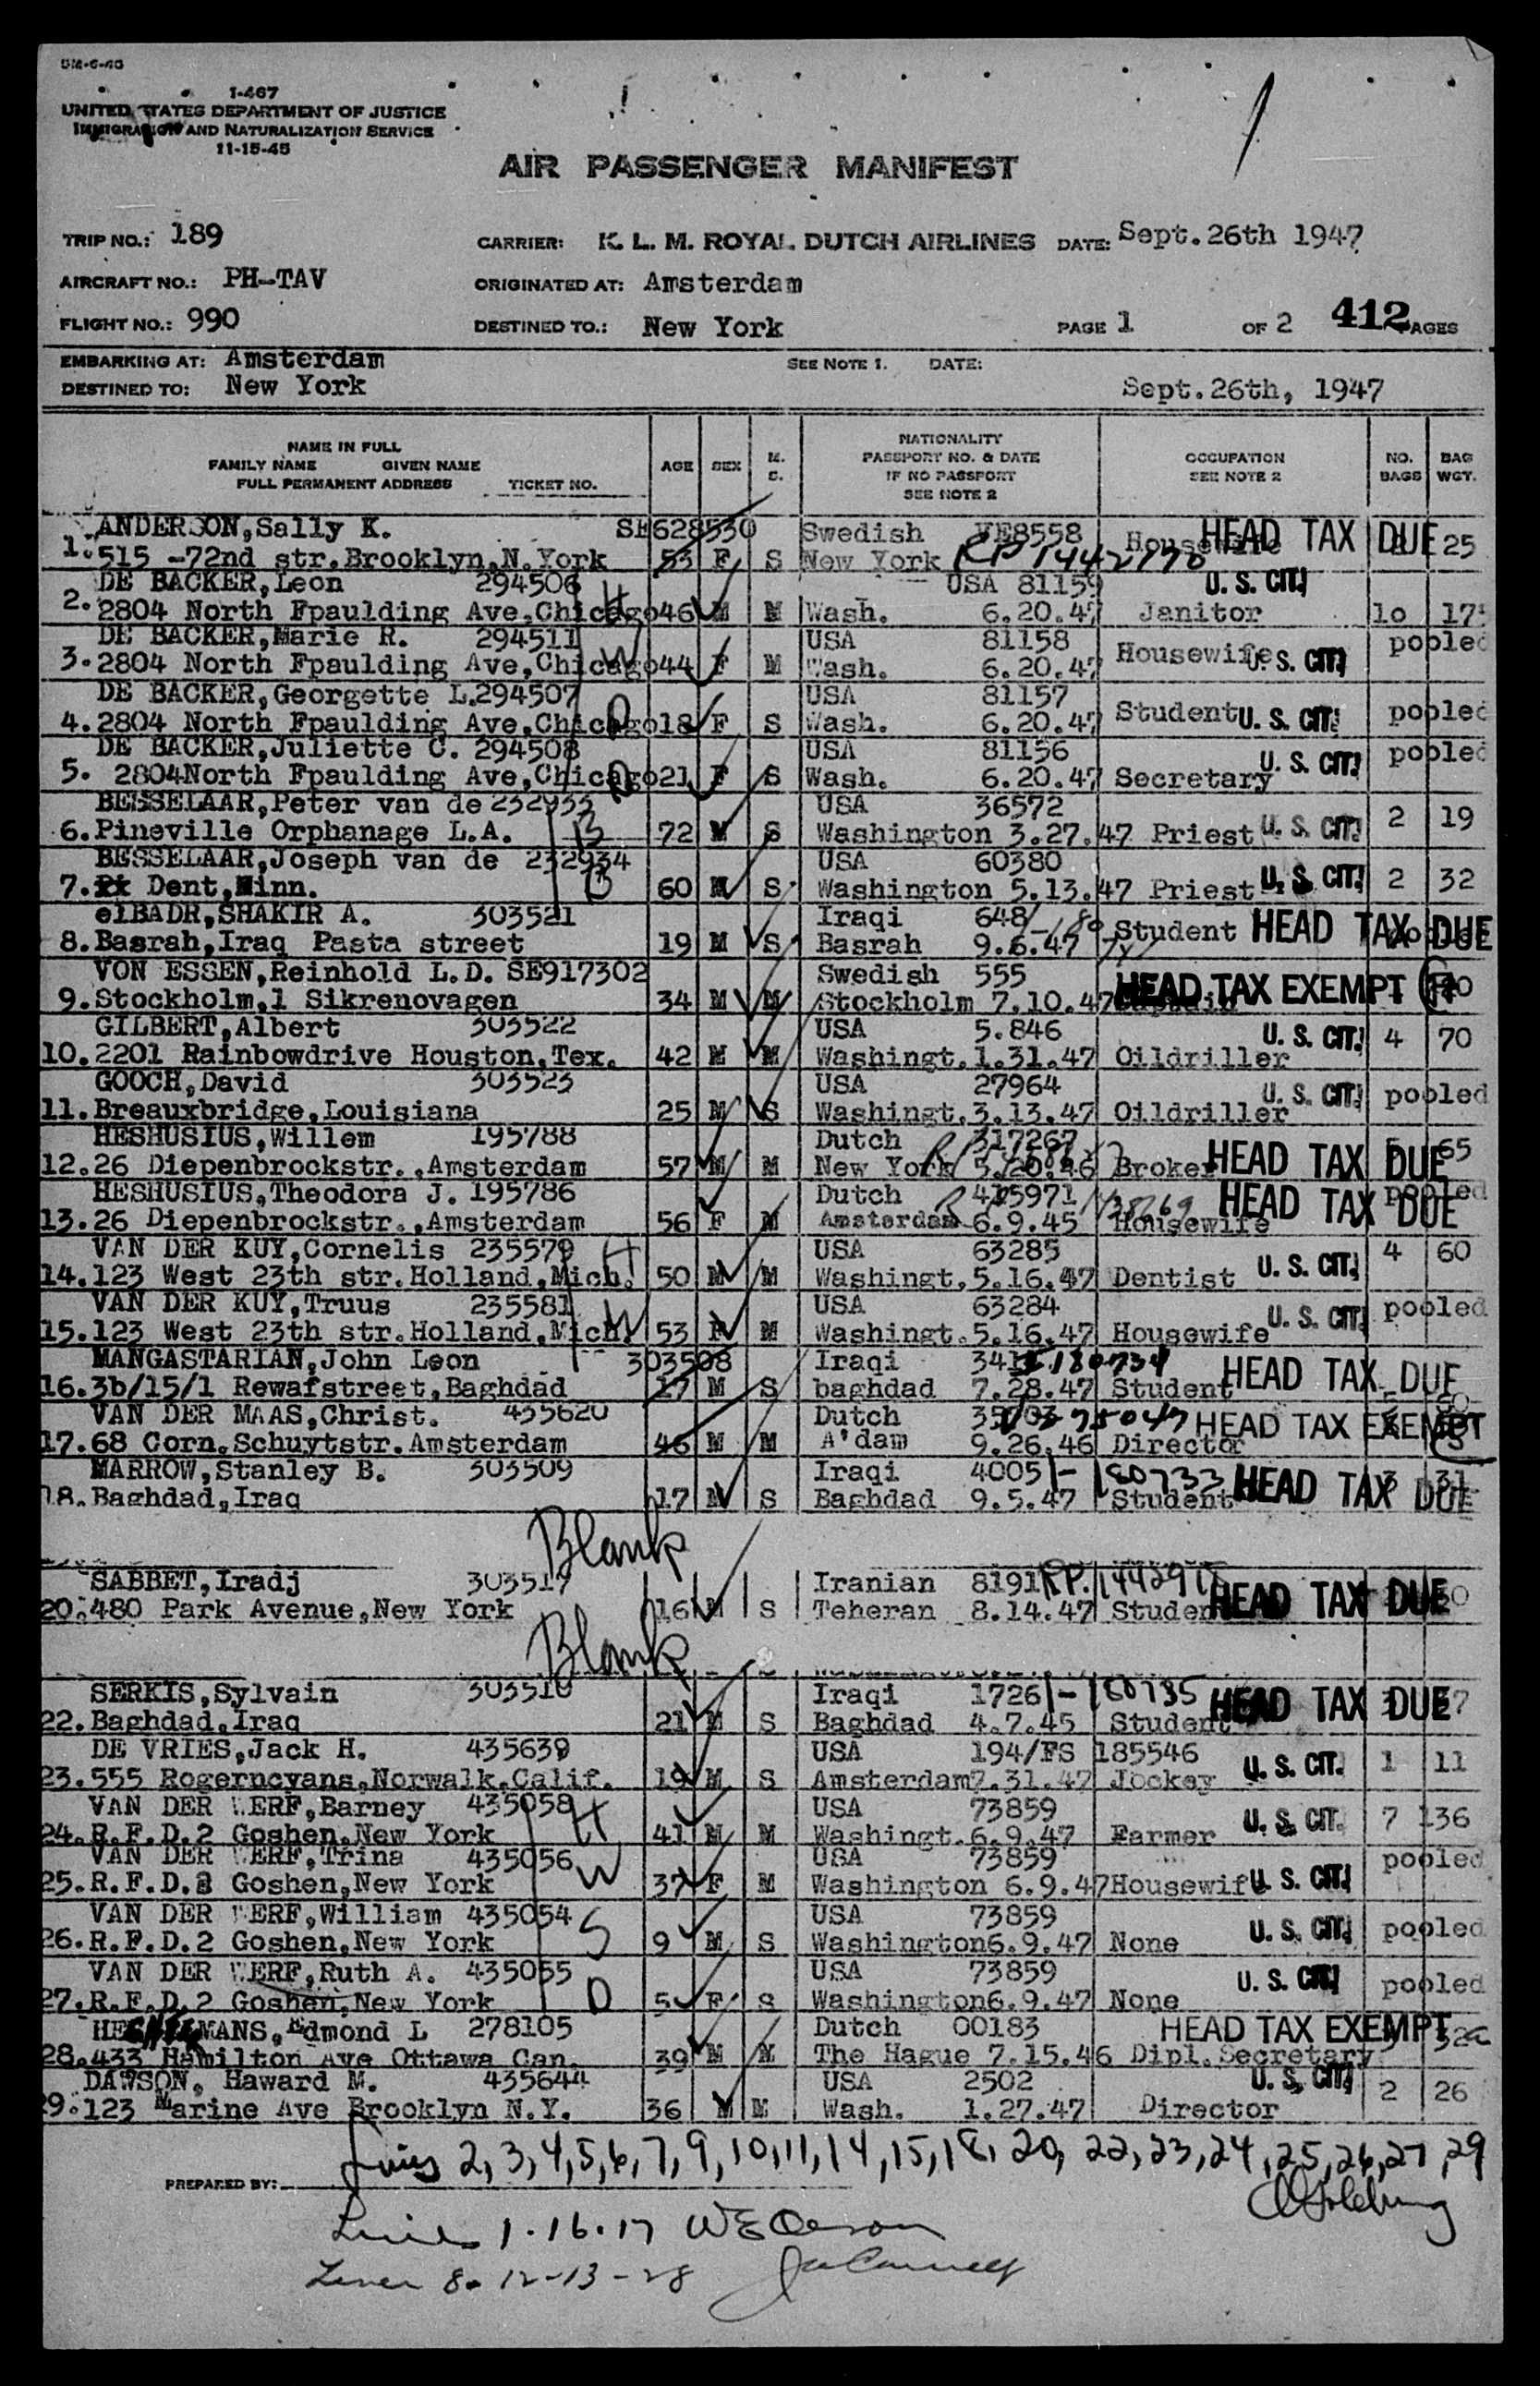 1-467
UNITED STATES DEPARTMENT OF JUSTICE
IMMIGRATION AND NATURALIZATION SERVICE
11-15-45
AIR PASSENGER MANIFEST
TRIP NO.: 189 CARRIER: K. L. M. ROYAL DUTCH AIRLINES DATE: Sept. 26th 1947
AIRCRAFT NO.: PH-TAV ORIGINATED AT: Amsterdam
FLIGHT NO.: 990 DESTINED TO.: New York PAGE 1 OF 2 412 PAGES
EMBARKING AT: Amsterdam SEE NOTE 1. DATE:
DESTINED TO: New York Sept. 26th, 1947
NAME IN FULL
FAMILY NAME GIVEN NAME
FULL PERMANENT ADDRESS TICKET NO.
AGE SEX M. S.
NATIONALITY
PASSPORT NO. & DATE
IF NO PASSPORT
SEE NOTE 2
OCCUPATION
SEE NOTE 2
NO. BAGS
BAG WGT.
ANDERSON, Sally K. SE628530 Swedish VE8558 Housewife HEAD TAX DUE
1. 515 -72nd str. Brooklyn, N. York 53 F S New York RP 1442970 25
DE BACKER, Leon 294506 USA 81159 U. S. CIT.
2. 2804 North Fpaulding Ave, Chicago 46 M M Wash. 6.20.47 Janitor 10 175
DE BACKER, Marie R. 294511 W USA 81158 Housewife U. S. CIT. pooled
3. 2804 North Fpaulding Ave, Chicago 44 F M Wash. 6.20.47
DE BACKER, Georgette L. 294507 D USA 81157 Student U. S. CIT. pooled
4. 2804 North Fpaulding Ave, Chicago 18 F S Wash. 6.20.47
DE BACKER, Juliette C. 294508 USA 81156 U. S. CIT. pooled
5. 2804 North Fpaulding Ave, Chicago 21 F S Wash. 6.20.47 Secretary
BESSELAAR, Peter van de 232933 USA 36572 U. S. CIT. 2 19
6. Pineville Orphanage L.A. B 72 M S Washington 3.27.47 Priest
BESSELAAR, Joseph van de 232934 USA 60380 U. S. CIT. 2 32
7. Dent, Minn. B 60 M S Washington 5.13.47 Priest
elBADR, SHAKIR A. 303521 Iraqi 648 Student HEAD TAX DUE
8. Basrah, Iraq Pasta street 19 M S Basrah 9.6.47
VON ESSEN, Reinhold L.D. SE917302 Swedish 555 HEAD TAX EXEMPT
9. Stockholm, 1 Sikrenovagen 34 M M Stockholm 7.10.47 Captain
GILBERT, Albert 303522 USA 5.846 U. S. CIT. 4 70
10. 2201 Rainbowdrive Houston, Tex. 42 M M Washingt. 1.31.47 Oildriller
GOOCH, David 303523 USA 27964 U. S. CIT. pooled
11. Breauxbridge, Louisiana 25 M S Washingt. 3.13.47 Oildriller
HESHUSIUS, Willem 195788 Dutch 317267 HEAD TAX DUE 65
12. 26 Diepenbrockstr., Amsterdam 57 M M New York 5.20.46 Broker
HESHUSIUS, Theodora J. 195786 Dutch 415971 HEAD TAX DUE pooled
13. 26 Diepenbrockstr., Amsterdam 56 F M Amsterdam 6.9.45 Housewife
VAN DER KUY, Cornelis 235579 H USA 63285 U. S. CIT. 4 60
14. 123 West 23th str. Holland, Mich. 50 M M Washingt. 5.16.47 Dentist
VAN DER KUY, Truus 235581 W USA 63284 U. S. CIT. pooled
15. 123 West 23th str. Holland, Mich. 53 F M Washingt. 5.16.47 Housewife
MANGASTARIAN, John Leon 303508 Iraqi HEAD TAX DUE
16. 3b/15/1 Rewafstreet, Baghdad 17 M S baghdad 7.28.47 Student
VAN DER MAAS, Christ. 435620 Dutch HEAD TAX EXEMPT
17. 68 Corn. Schuytstr. Amsterdam 46 M M A'dam 9.26.46 Director
MARROW, Stanley B. 303509 Iraqi 4005 I-180733 HEAD TAX DUE 3 31
18. Baghdad, Iraq 17 M S Baghdad 9.5.47 Student
Blank
SABBET, Iradj 303517 Iranian 8191 RP. HEAD TAX DUE
20. 480 Park Avenue, New York 16 M S Teheran 8.14.47 Student
Blank
SERKIS, Sylvain 303510 Iraqi 1726 I-180735 HEAD TAX DUE
22. Baghdad, Iraq 21 M S Baghdad 4.7.45 Student
DE VRIES, Jack H. 435639 USA 194/FS 185546 U. S. CIT. 1 11
23. 555 Rogerncyans, Norwalk, Calif. 19 M S Amsterdam 7.31.47 Jockey
VAN DER WERF, Barney 435058 H USA 73859 U. S. CIT. 7 136
24. R.F.D.2 Goshen, New York 41 M M Washingt. 6.9.47 Farmer
VAN DER WERF, Trina 435056 W USA 73859 U. S. CIT. pooled
25. R.F.D.2 Goshen, New York 37 F M Washington 6.9.47 Housewife
VAN DER WERF, William 435054 S USA 73859 U. S. CIT. pooled
26. R.F.D.2 Goshen, New York 9 M S Washington 6.9.47 None
VAN DER WERF, Ruth A. 435055 D USA 73859 U. S. CIT. pooled
27. R.F.D.2 Goshen, New York 5 F S Washington 6.9.47 None
Edmond L 278105 Dutch 00183 HEAD TAX EXEMPT
28. 433 Hamilton Ave Ottawa Can. 39 M M The Hague 7.15.46 Dipl. Secretary
DAWSON, Haward M. 435644 USA 2502 U. S. CIT. 2 26
29. 123 Marine Ave Brooklyn N.Y. 36 M M Wash. 1.27.47 Director
Lines 2, 3, 4, 5, 6, 7, 9, 10, 11, 14, 15, 18, 20, 22, 23, 24, 25, 26, 27, 29
PREPARED BY:
Lines 1. 16. 17
Lines 8. 12-13-28